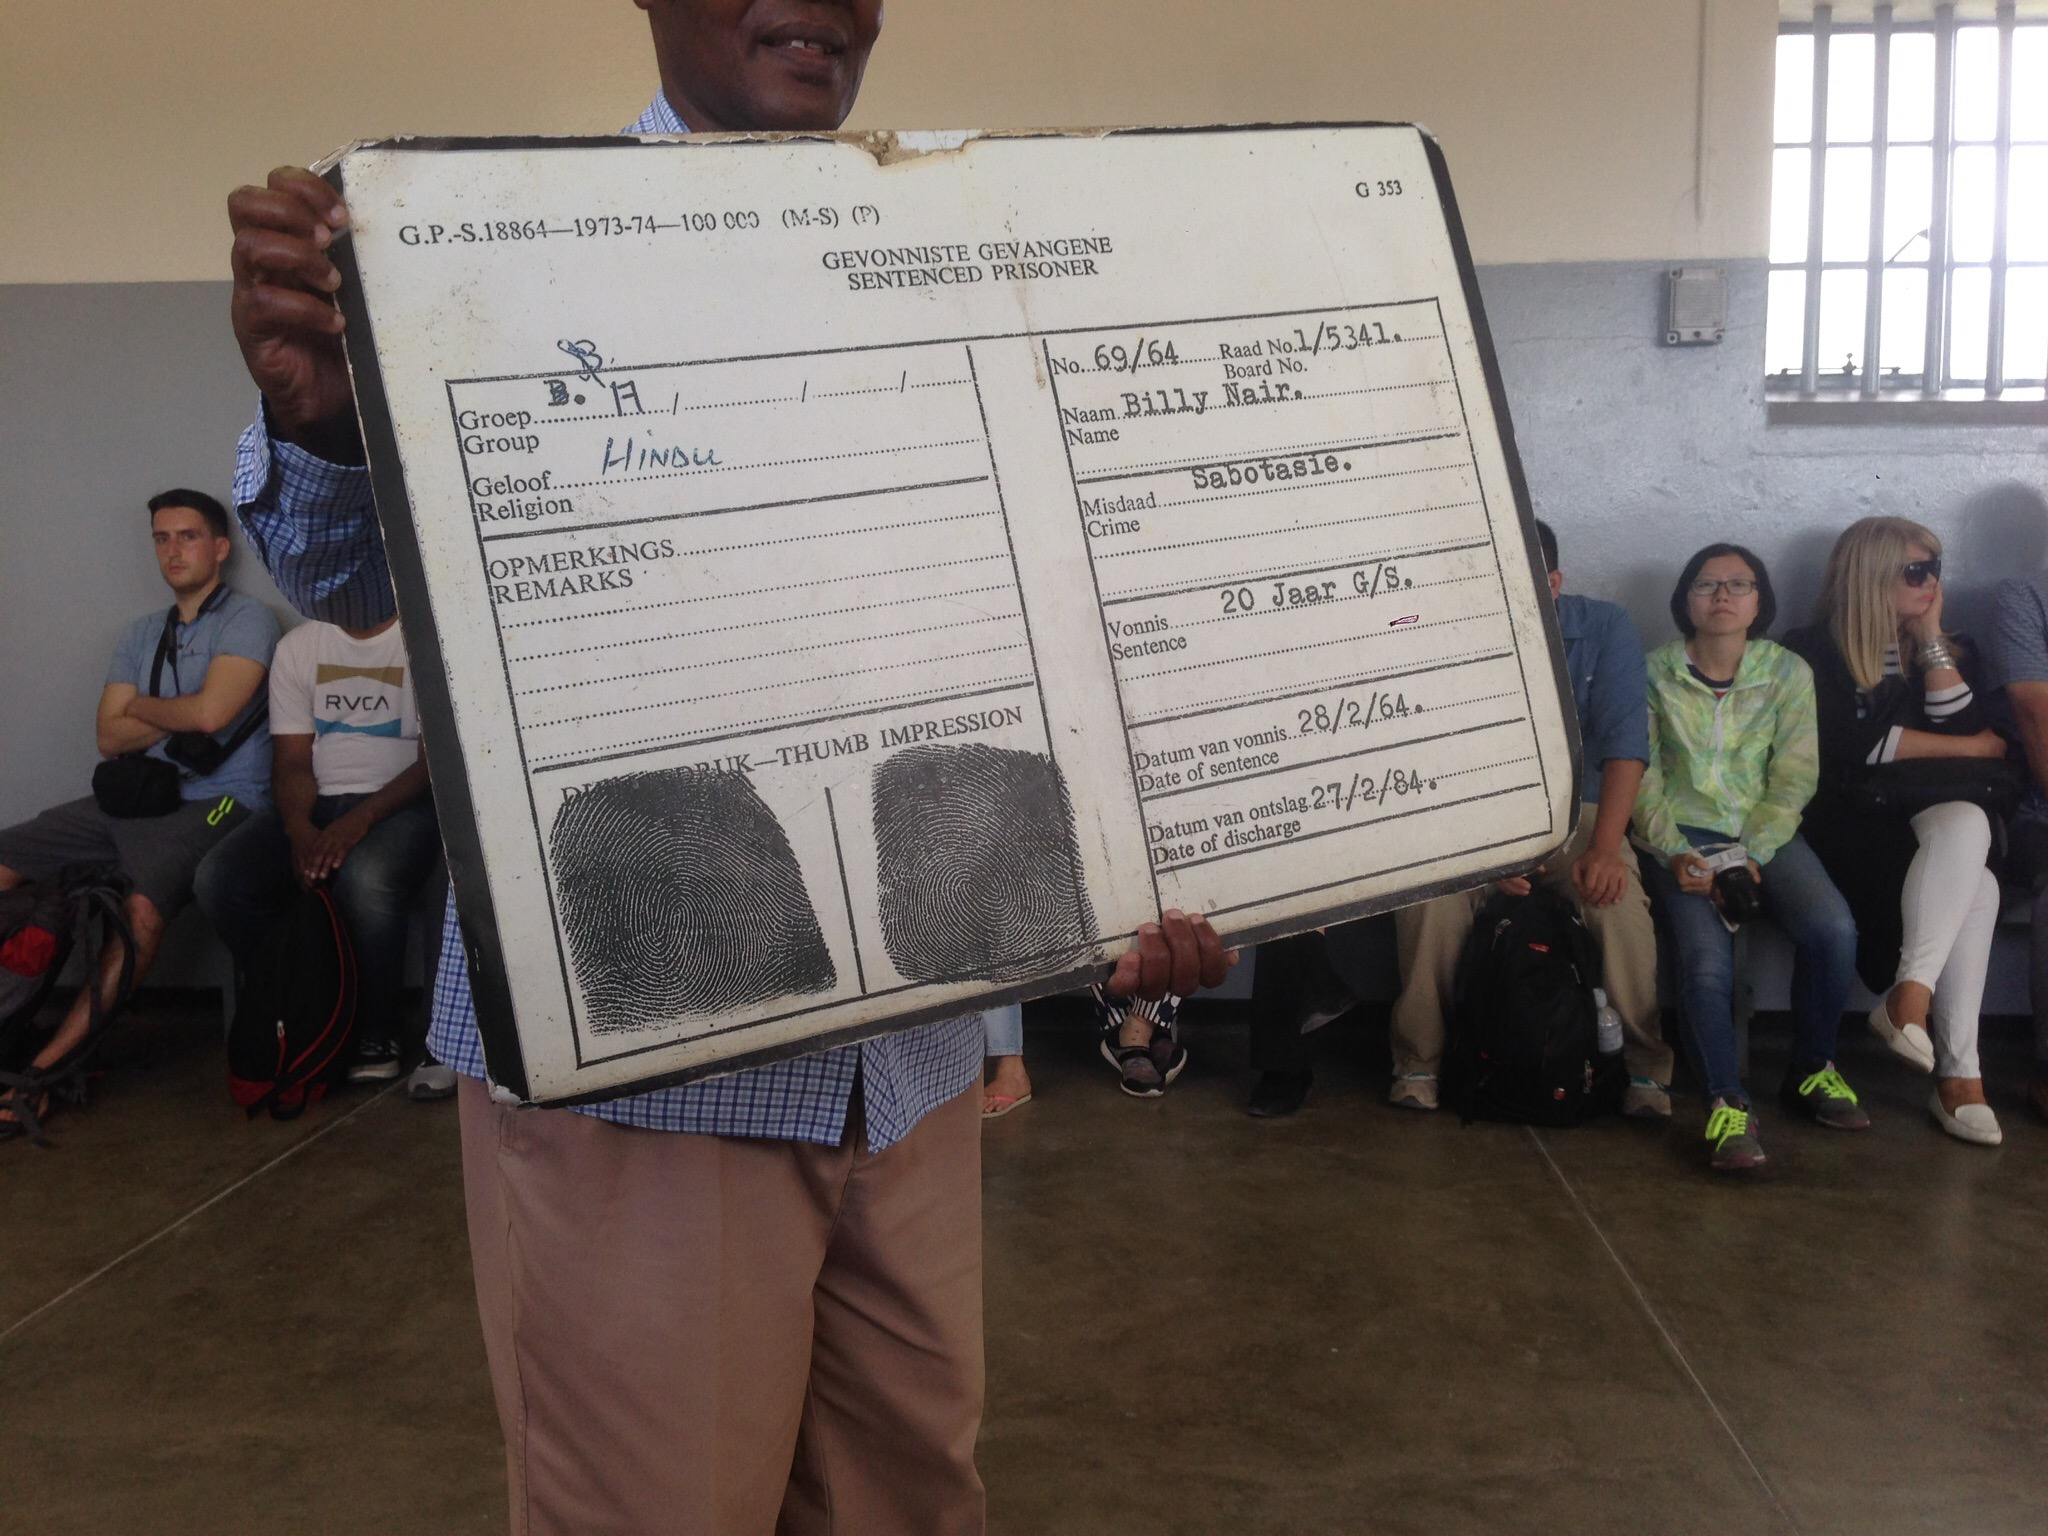 G.P.-S.18864—1973-74—100 000 (M-S) (P)
G 353
GEVONNISTE GEVANGENE
SENTENCED PRISONER
B
Groep B. A / / /
Group
Geloof HINDU
Religion
OPMERKINGS
REMARKS
DRUK—THUMB IMPRESSION
No. 69/64 Raad No. 1/5341.
Board No.
Naam Billy Nair.
Name
Misdaad Sabotasie.
Crime
Vonnis 20 Jaar G/S.
Sentence
Datum van vonnis 28/2/64.
Date of sentence
Datum van ontslag 27/2/84.
Date of discharge
RVCA